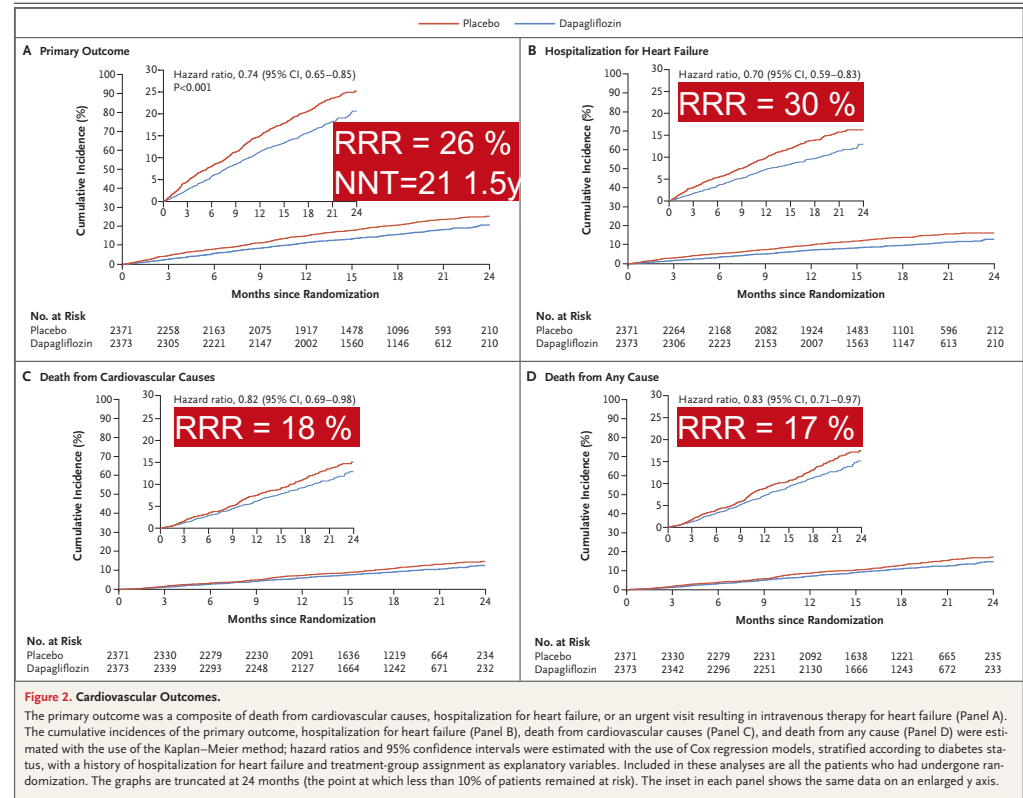 Placebo Dapagliflozin
A Primary Outcome
Cumulative Incidence (%)
100
90
80
70
60
50
40
30
20
10
0
30
25
20
15
10
5
0
Hazard ratio, 0.74 (95% CI, 0.65–0.85)
P<0.001
RRR = 26 %
NNT=21 1.5y
0 3 6 9 12 15 18 21 24
0 3 6 9 12 15 18 21 24
Months since Randomization
No. at Risk
Placebo 2371 2258 2163 2075 1917 1478 1096 593 210
Dapagliflozin 2373 2305 2221 2147 2002 1560 1146 612 210
B Hospitalization for Heart Failure
Cumulative Incidence (%)
100
90
80
70
60
50
40
30
20
10
0
30
25
20
15
10
5
0
Hazard ratio, 0.70 (95% CI, 0.59–0.83)
RRR = 30 %
0 3 6 9 12 15 18 21 24
0 3 6 9 12 15 18 21 24
Months since Randomization
No. at Risk
Placebo 2371 2264 2168 2082 1924 1483 1101 596 212
Dapagliflozin 2373 2306 2223 2153 2007 1563 1147 613 210
C Death from Cardiovascular Causes
Cumulative Incidence (%)
100
90
80
70
60
50
40
30
20
10
0
30
25
20
15
10
5
0
Hazard ratio, 0.82 (95% CI, 0.69–0.98)
RRR = 18 %
0 3 6 9 12 15 18 21 24
0 3 6 9 12 15 18 21 24
Months since Randomization
No. at Risk
Placebo 2371 2330 2279 2230 2091 1636 1219 664 234
Dapagliflozin 2373 2339 2293 2248 2127 1664 1242 671 232
D Death from Any Cause
Cumulative Incidence (%)
100
90
80
70
60
50
40
30
20
10
0
30
25
20
15
10
5
0
Hazard ratio, 0.83 (95% CI, 0.71–0.97)
RRR = 17 %
0 3 6 9 12 15 18 21 24
0 3 6 9 12 15 18 21 24
Months since Randomization
No. at Risk
Placebo 2371 2330 2279 2231 2092 1638 1221 665 235
Dapagliflozin 2373 2342 2296 2251 2130 1666 1243 672 233
Figure 2. Cardiovascular Outcomes.
The primary outcome was a composite of death from cardiovascular causes, hospitalization for heart failure, or an urgent visit resulting in intravenous therapy for heart failure (Panel A).
The cumulative incidences of the primary outcome, hospitalization for heart failure (Panel B), death from cardiovascular causes (Panel C), and death from any cause (Panel D) were esti-
mated with the use of the Kaplan–Meier method; hazard ratios and 95% confidence intervals were estimated with the use of Cox regression models, stratified according to diabetes sta-
tus, with a history of hospitalization for heart failure and treatment-group assignment as explanatory variables. Included in these analyses are all the patients who had undergone ran-
domization. The graphs are truncated at 24 months (the point at which less than 10% of patients remained at risk). The inset in each panel shows the same data on an enlarged y axis.